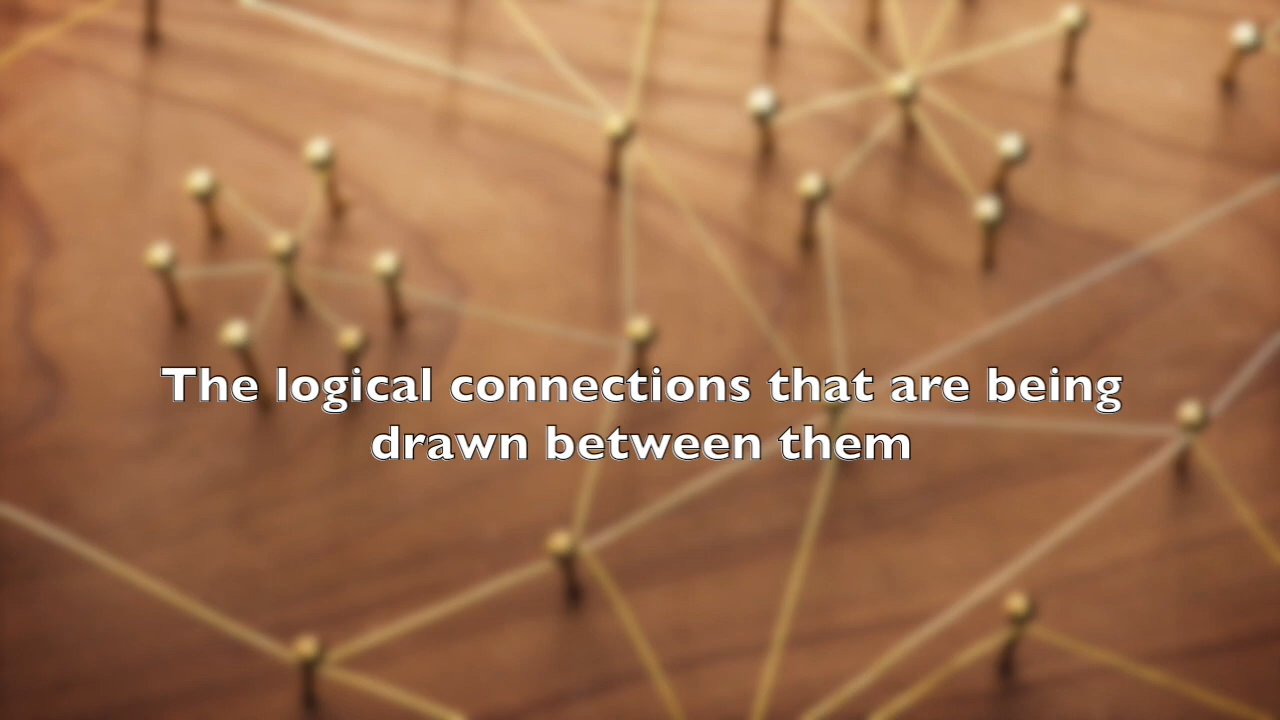 The logical connections that are being
drawn between them